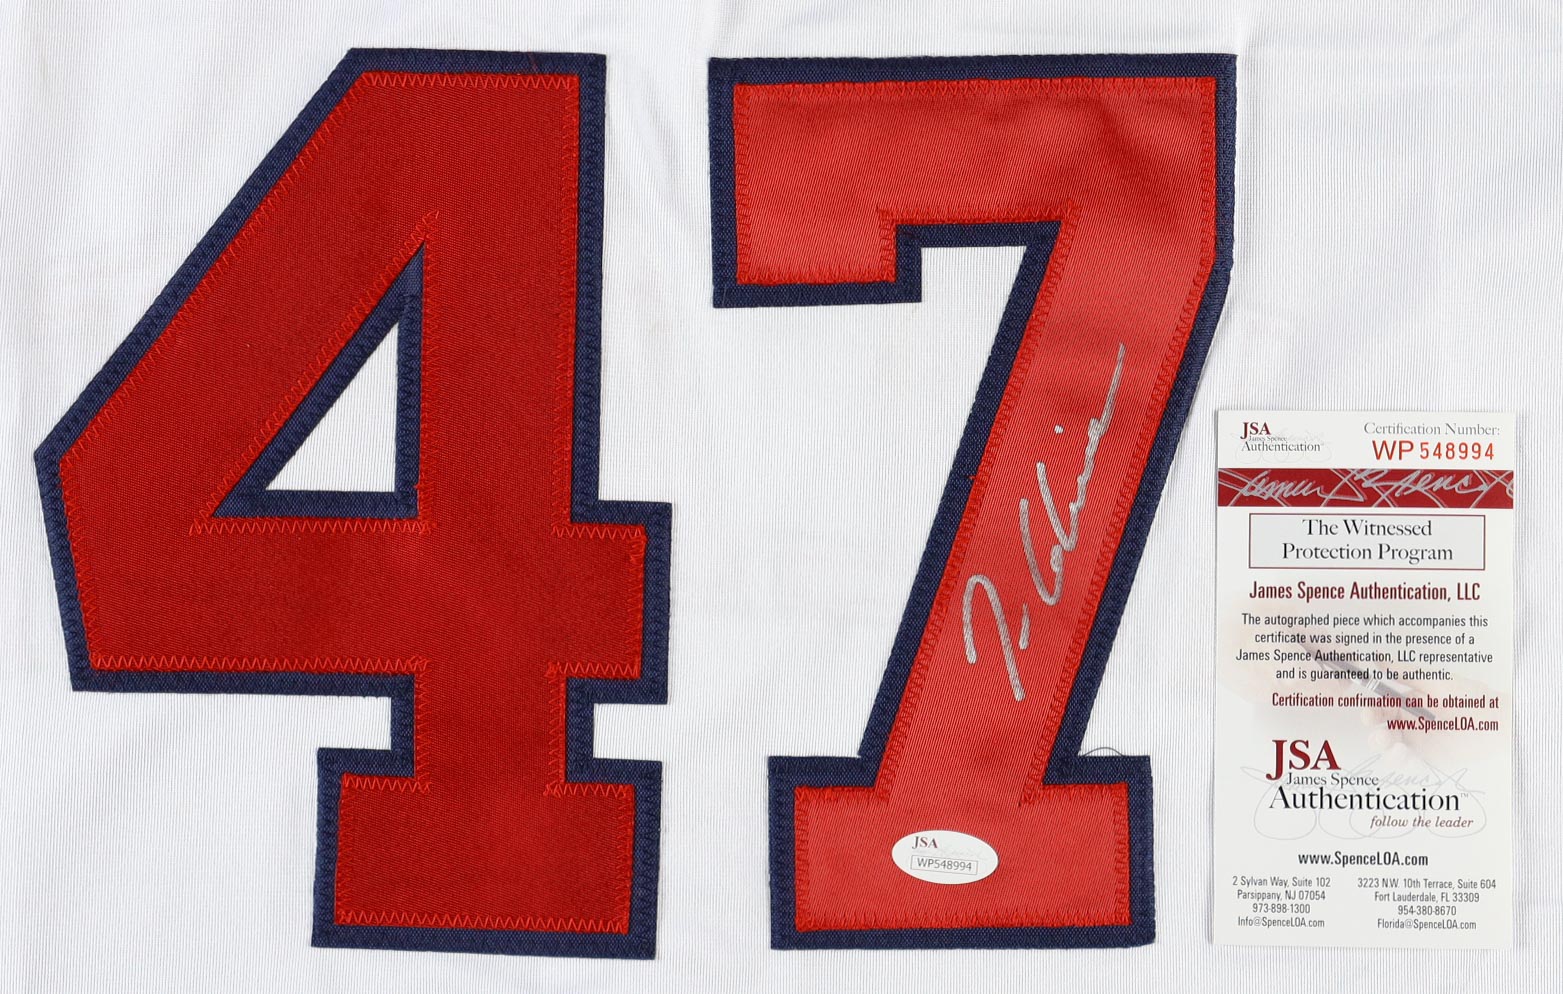 47
JSA
WP548994
JSA
James Spence
Authentication
Certification Number:
WP548994
The Witnessed
Protection Program
James Spence Authentication, LLC
The autographed piece which accompanies this
certificate was signed in the presence of a
James Spence Authentication, LLC representative
and is guaranteed to be authentic.
Certification confirmation can be obtained at
www.SpenceLOA.com
JSA
James Spence
Authentication™
follow the leader
www.SpenceLOA.com
2 Sylvan Way, Suite 102
Parsippany, NJ 07054
973-898-1300
Info@SpenceLOA.com
3223 N.W. 10th Terrace, Suite 604
Fort Lauderdale, FL 33309
954-380-8670
Florida@SpenceLOA.com